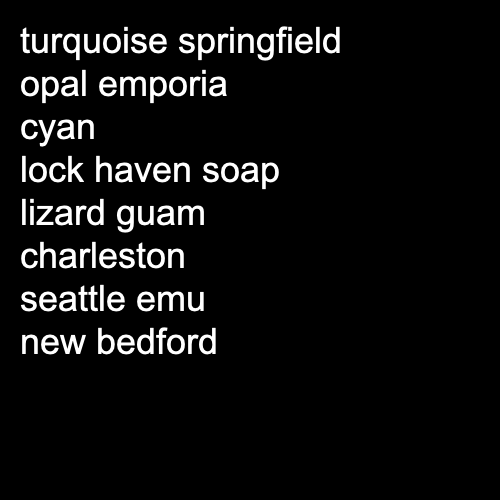 turquoise springfield
opal emporia
cyan
lock haven soap
lizard guam
charleston
seattle emu
new bedford